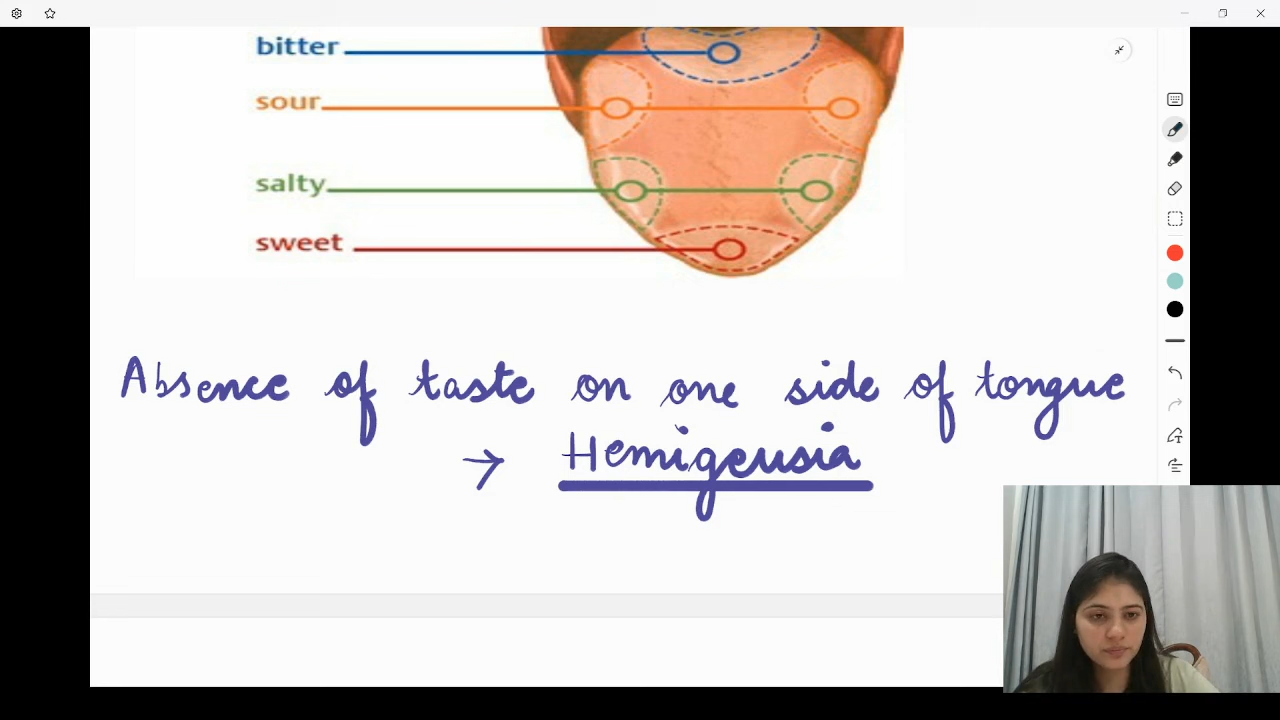 bitter
sour
salty
sweet
Absence of taste on one side of tongue
→ Hemigeusia